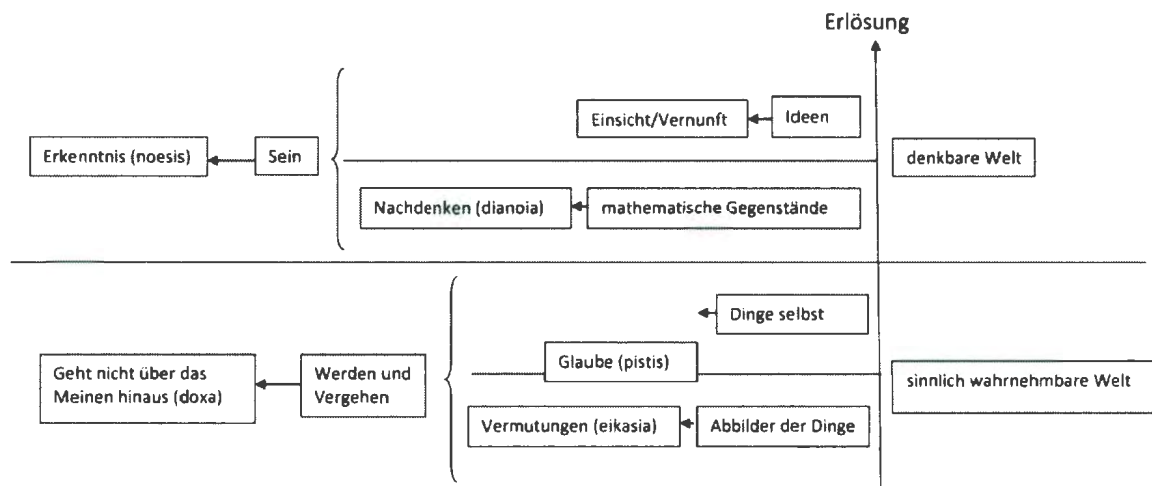 Erlösung
Einsicht/Vernunft
Ideen
Erkenntnis (noesis)
Sein
denkbare Welt
Nachdenken (dianoia)
mathematische Gegenstände
Dinge selbst
Glaube (pistis)
Geht nicht über das
Meinen hinaus (doxa)
Werden und
Vergehen
sinnlich wahrnehmbare Welt
Vermutungen (eikasia)
Abbilder der Dinge